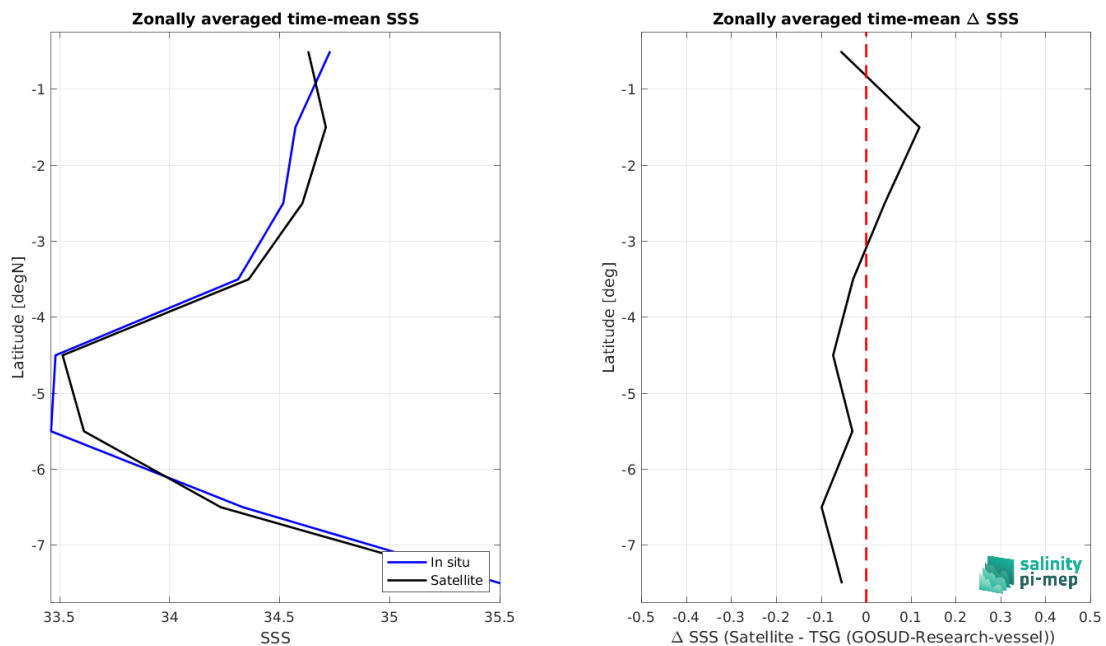 Zonally averaged time-mean SSS
-1
-2
-3
-4
-5
-6
-7
Latitude [degN]
33.5 34 34.5 35 35.5
SSS
In situ
Satellite
Zonally averaged time-mean Δ SSS
-1
-2
-3
-4
-5
-6
-7
Latitude [deg]
-0.5 -0.4 -0.3 -0.2 -0.1 0 0.1 0.2 0.3 0.4 0.5
Δ SSS (Satellite - TSG (GOSUD-Research-vessel))
salinity
pi-mep